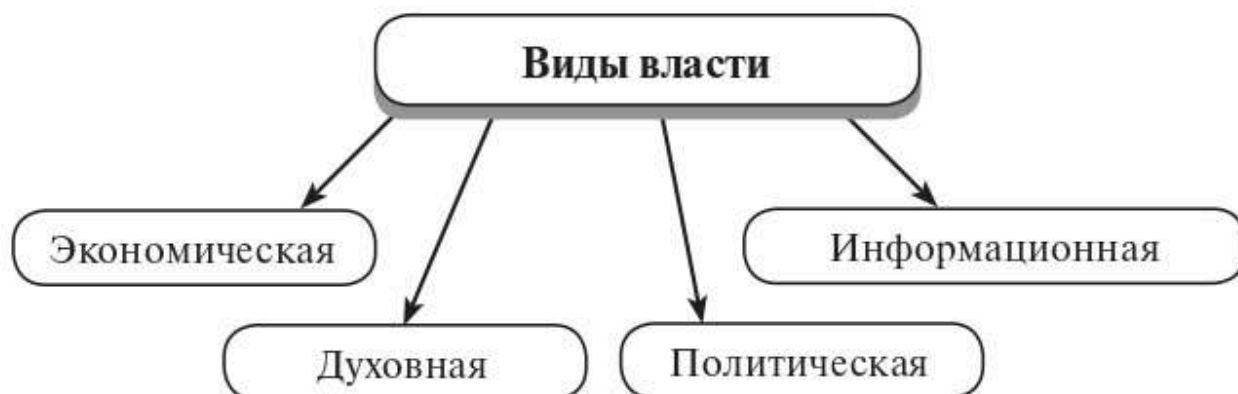 Виды власти
Экономическая
Информационная
Духовная
Политическая